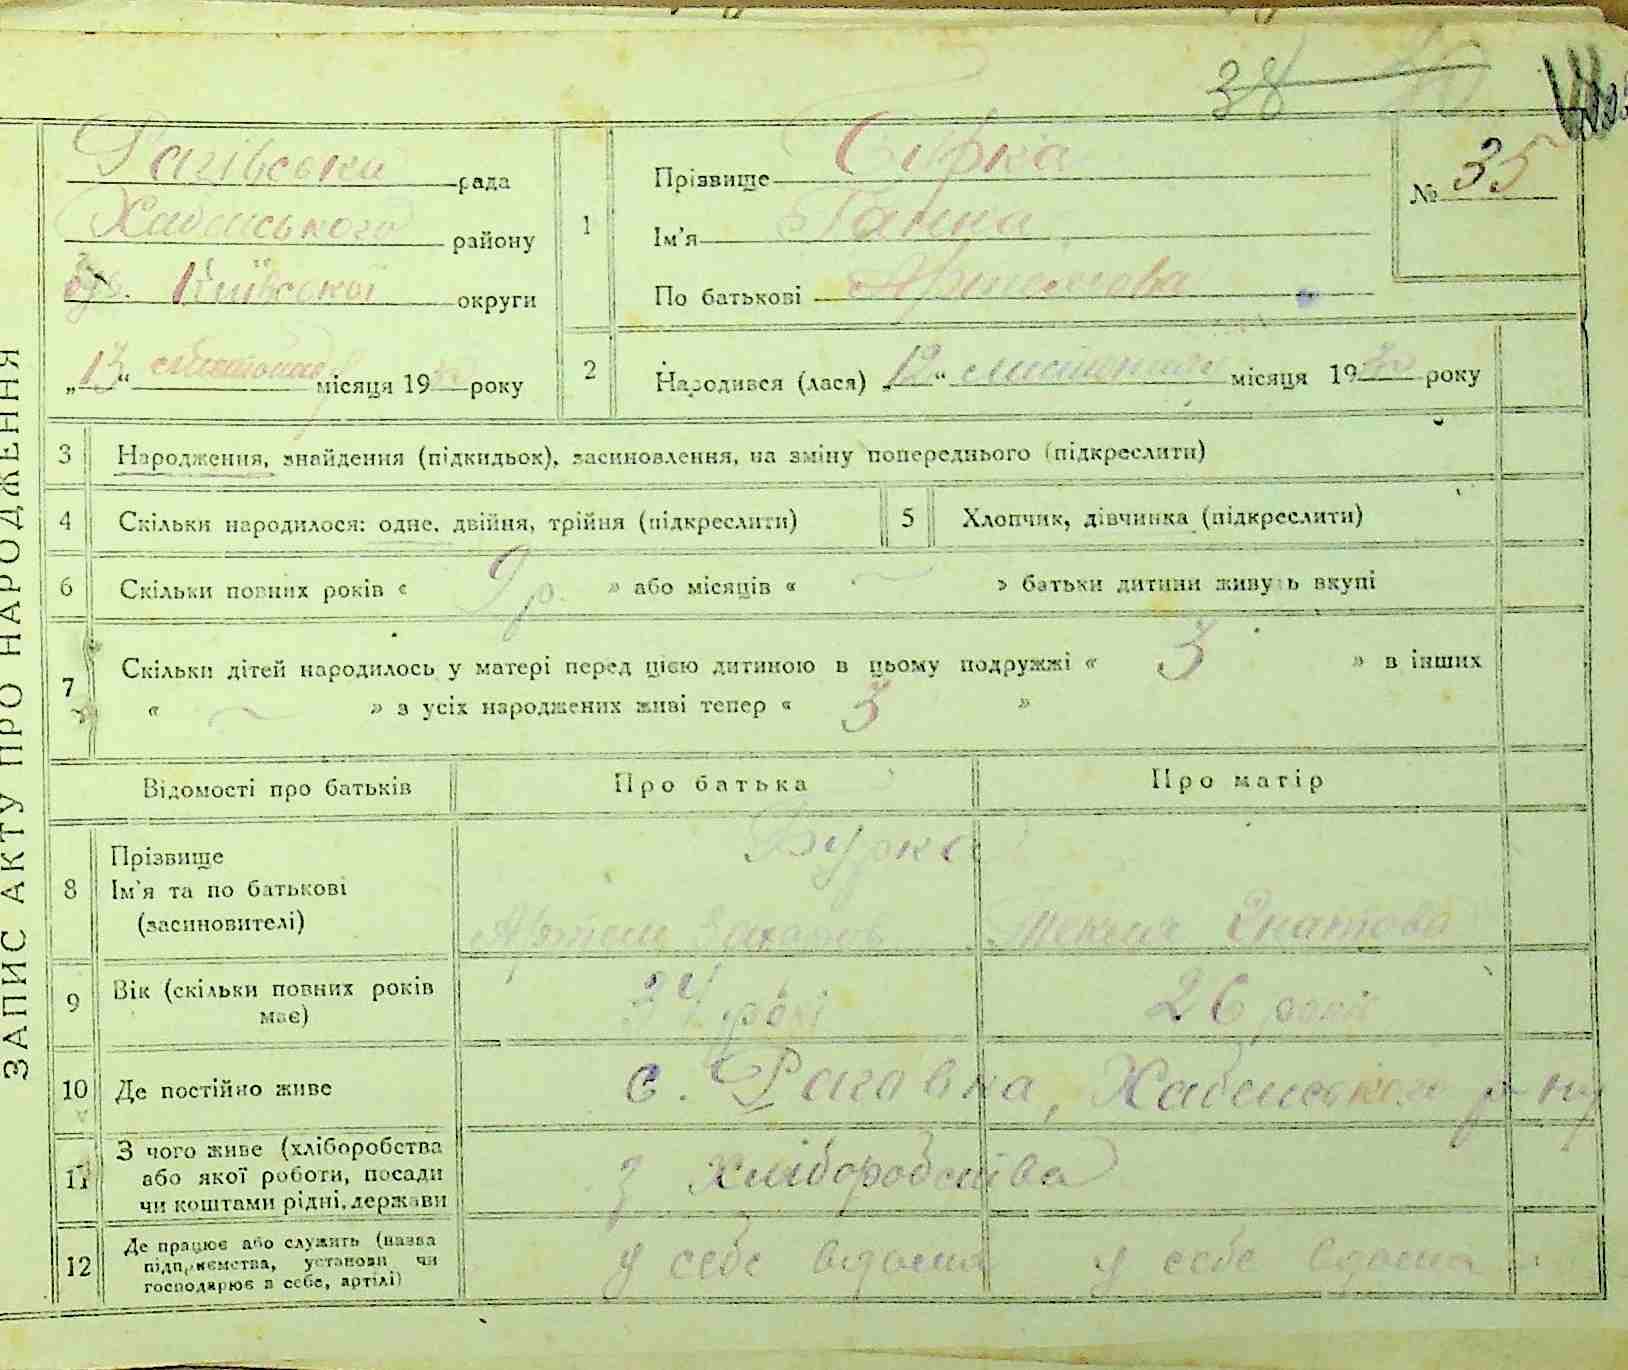 38
ЗАПИС АКТУ ПРО НАРОДЖЕННЯ
Рагівська рада
Хабенського району
Київської округи
„13“ місяця 19 року
1
Прізвище
Ім'я Ганна
По батькові
№ 35
2
Народився (лася) „12“ місяця 19 року
3 Народження, знайдення (підкидьок), засиновлення, на зміну попереднього (підкреслити)
4 Скільки народилося: одне, двійня, трійня (підкреслити)
5 Хлопчик, дівчинка (підкреслити)
6 Скільки повних років « 9 р. » або місяців « — » батьки дитини живуть вкупі
7 Скільки дітей народилось у матері перед цією дитиною в цьому подружжі « 3 » в інших
« — » з усіх народжених живі тепер « 3 »
Відомості про батьків Про батька Про матір
8 Прізвище
Ім'я та по батькові
(засиновителі)
9 Вік (скільки повних років
має)
34 рокі 26 років
10 Де постійно живе с. Рагавка, Хабенського р-ну
11 З чого живе (хліборобства
або якої роботи, посади
чи коштами рідні, держави
з хліборобства
12 Де працює або служить (назва
підприємства, установи чи
господарює в себе, артілі)
у себе вдома у себе вдома